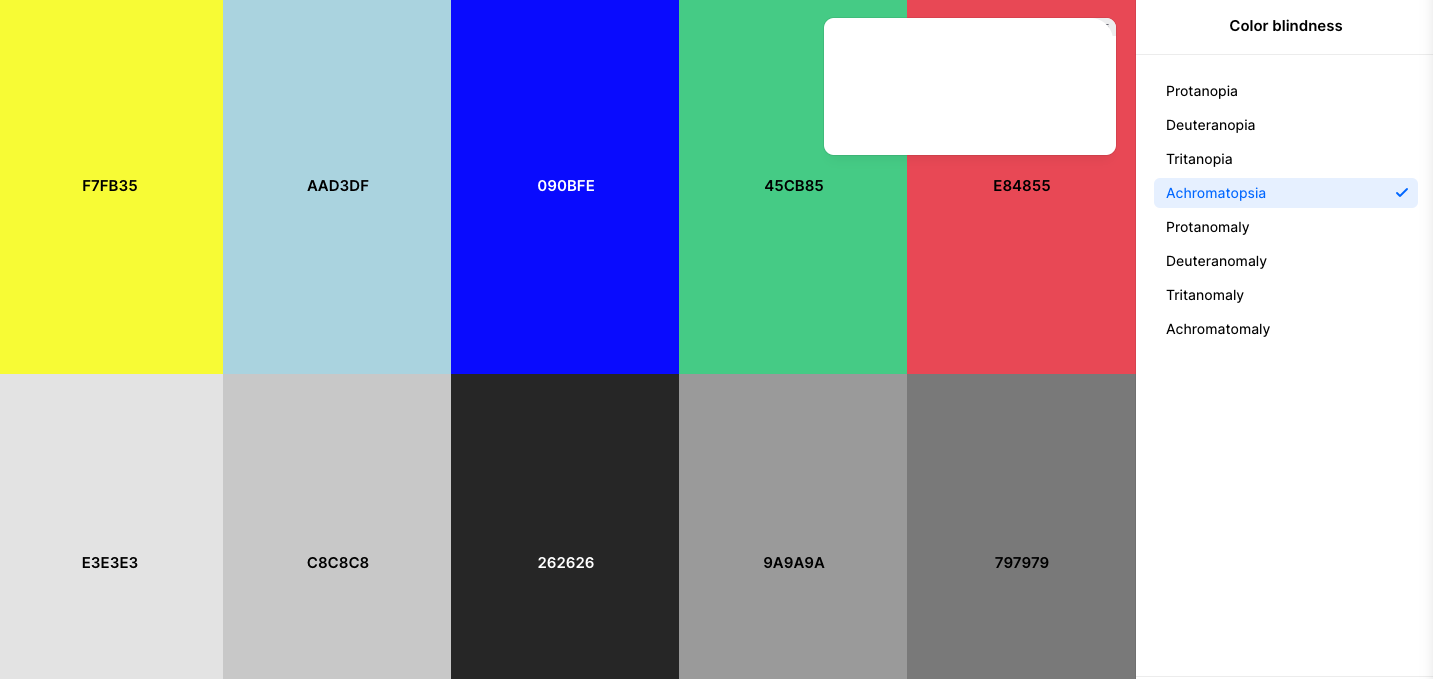 F7FB35
AAD3DF
090BFE
45CB85
E84855
E3E3E3
C8C8C8
262626
9A9A9A
797979
Color blindness
Protanopia
Deuteranopia
Tritanopia
Achromatopsia
Protanomaly
Deuteranomaly
Tritanomaly
Achromatomaly